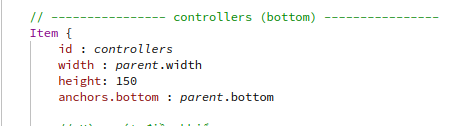 // ---------------- controllers (bottom) ----------------
Item {
id : controllers
width : parent.width
height: 150
anchors.bottom : parent.bottom